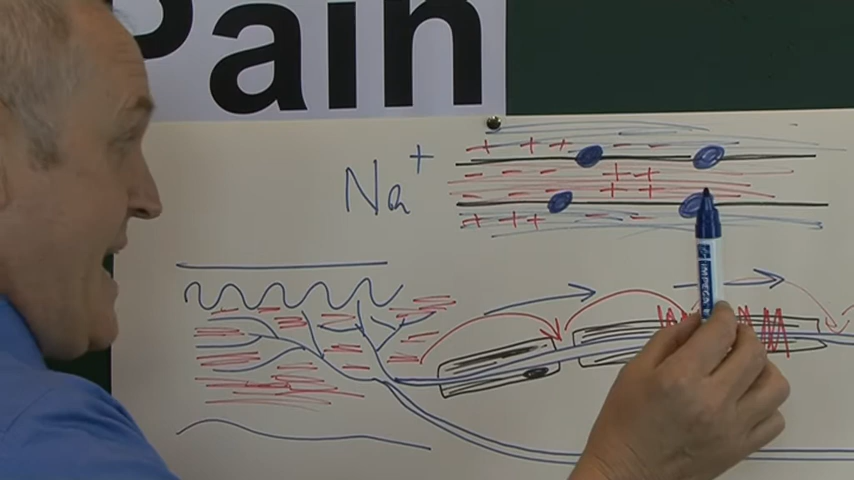 Pain
+ + + - - -
Na+
- - - + + - -
- - - + + - -
+ + + + - - -
IMPEGA